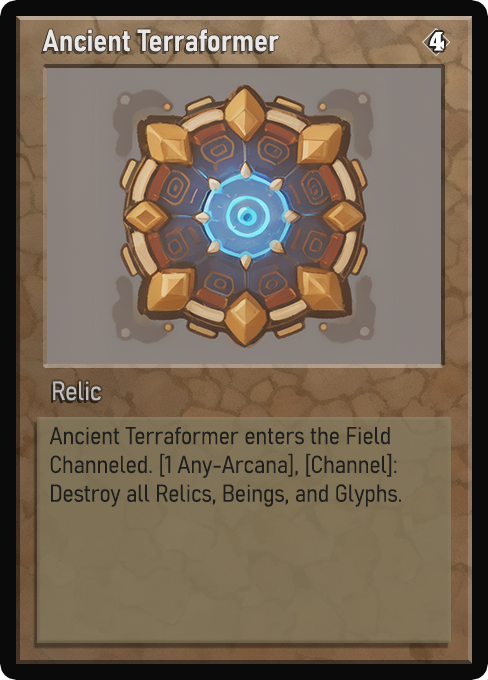 Ancient Terraformer
4
Relic
Ancient Terraformer enters the Field
Channeled. [1 Any-Arcana], [Channel]:
Destroy all Relics, Beings, and Glyphs.